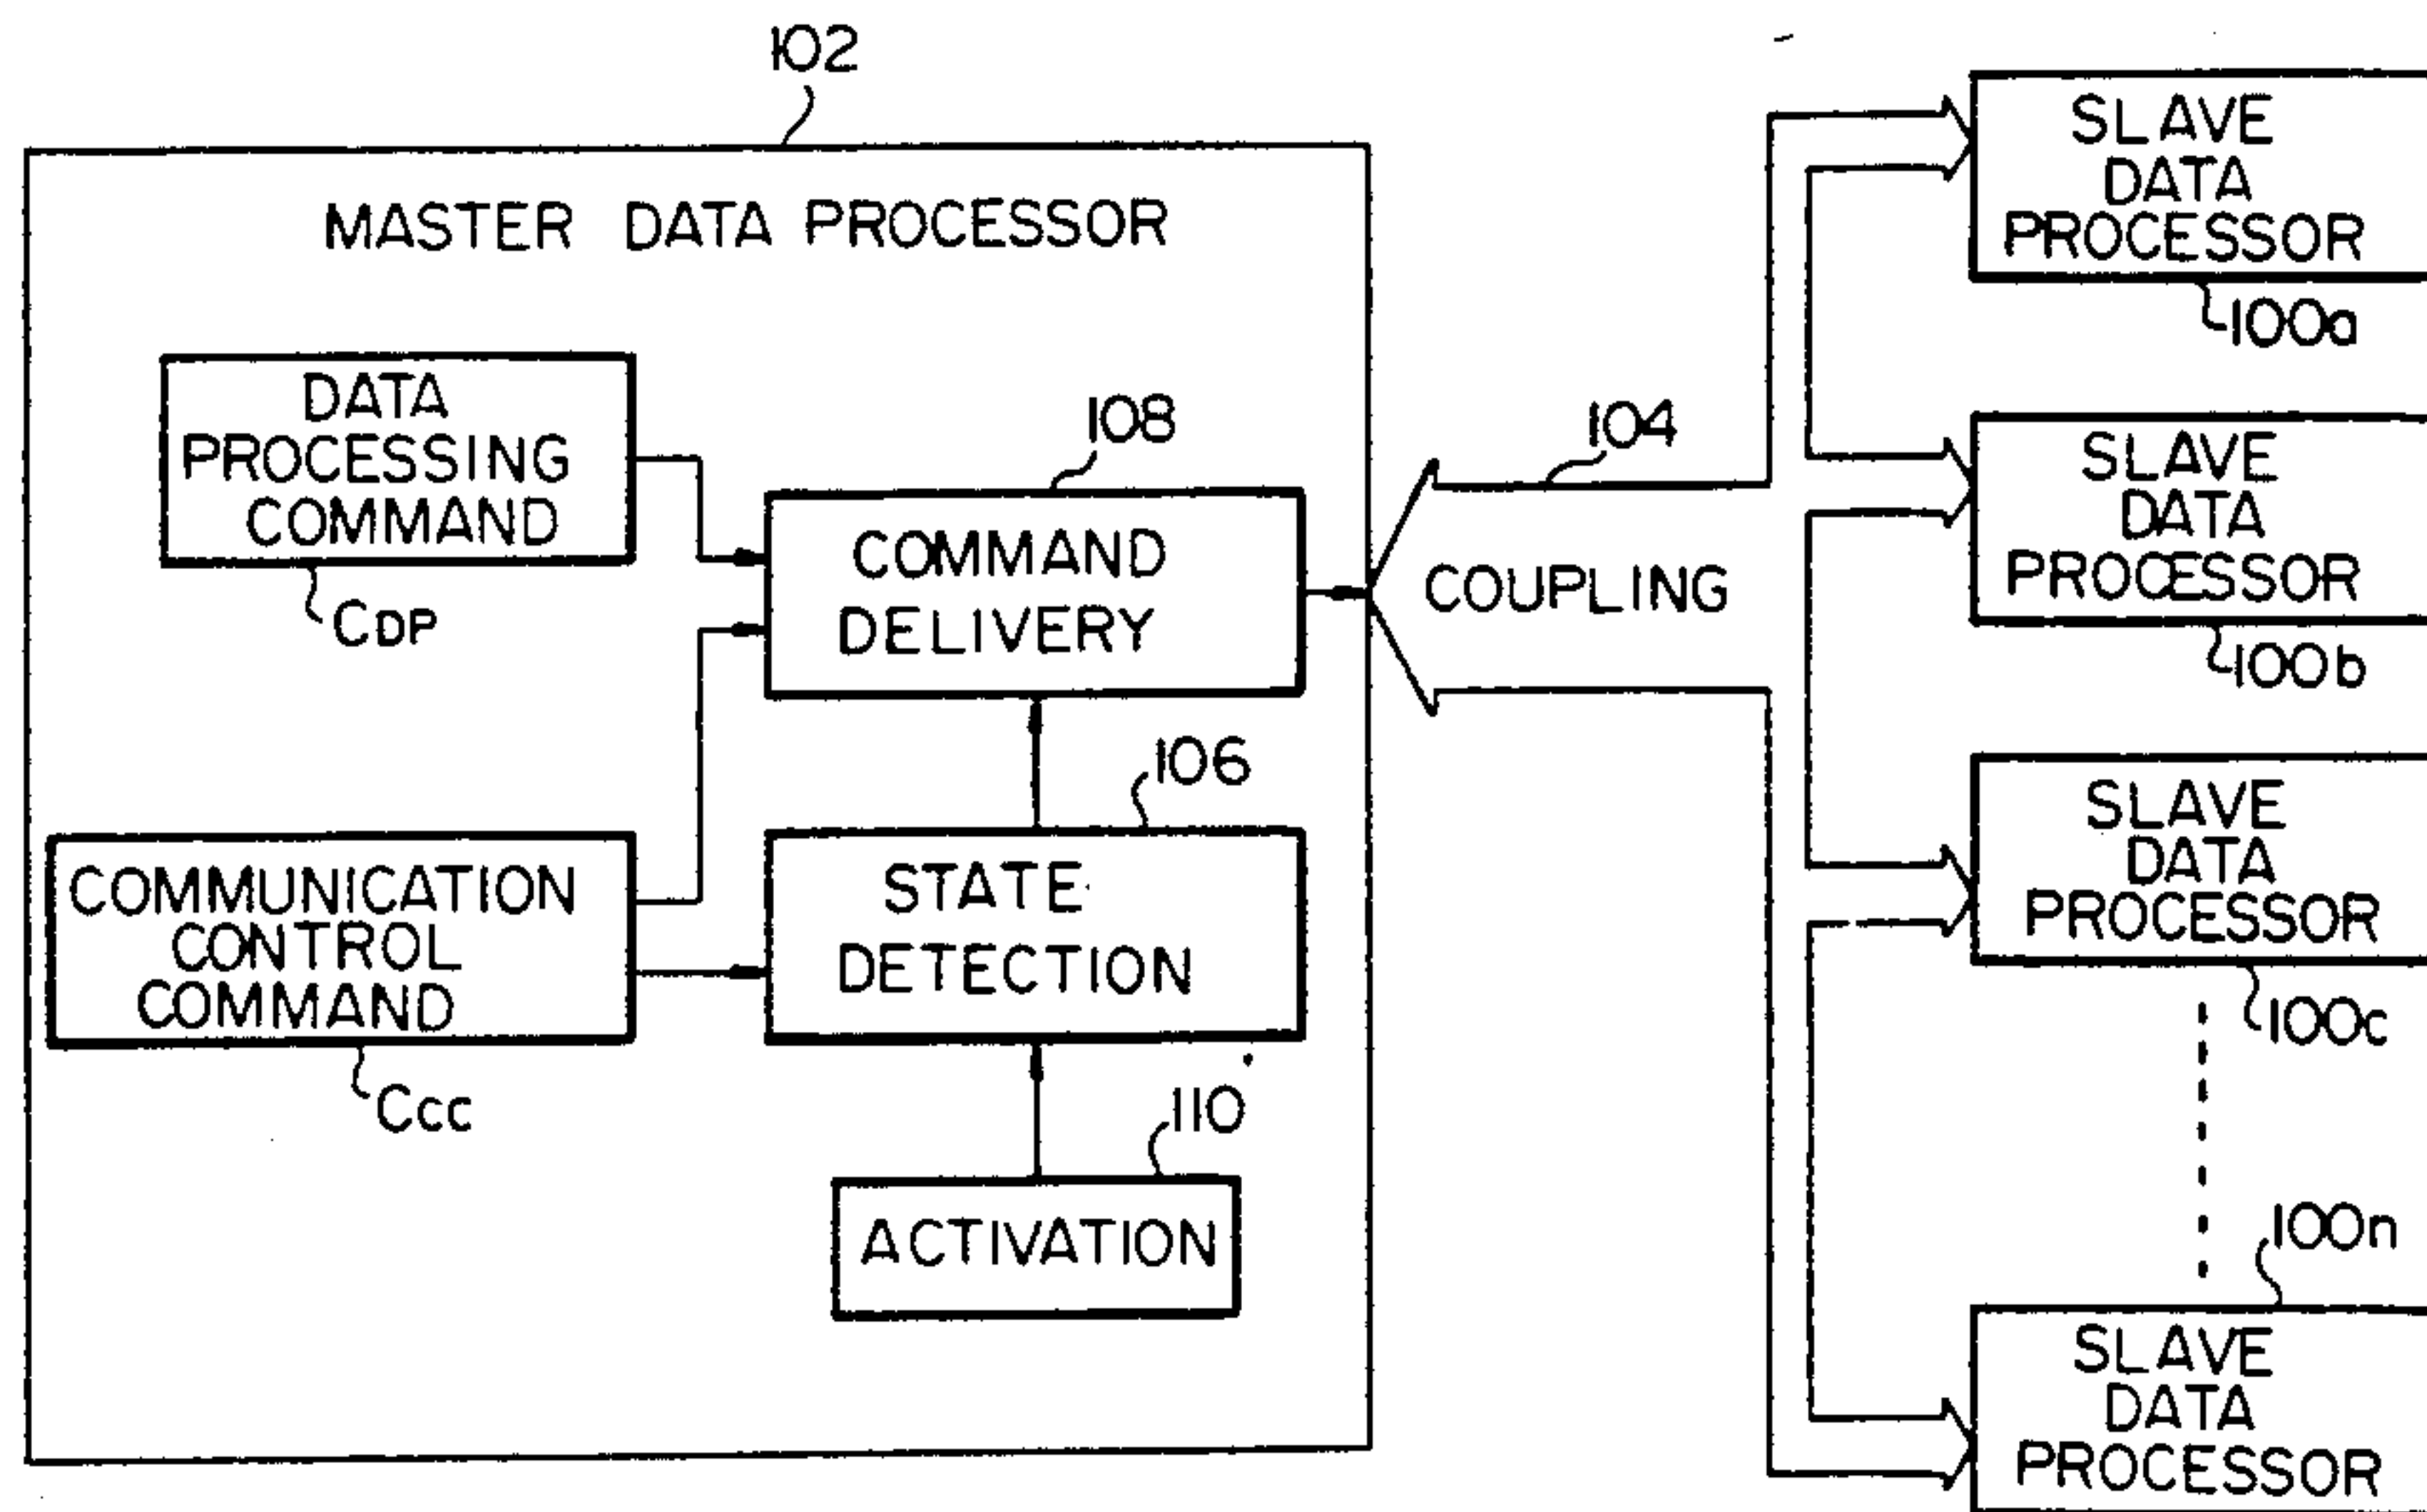 102
MASTER DATA PROCESSOR
DATA
PROCESSING
COMMAND
CDP
108
COMMAND
DELIVERY
COMMUNICATION
CONTROL
COMMAND
Ccc
106
STATE
DETECTION
110
ACTIVATION
104
COUPLING
SLAVE
DATA
PROCESSOR
100a
SLAVE
DATA
PROCESSOR
100b
SLAVE
DATA
PROCESSOR
100c
100n
SLAVE
DATA
PROCESSOR